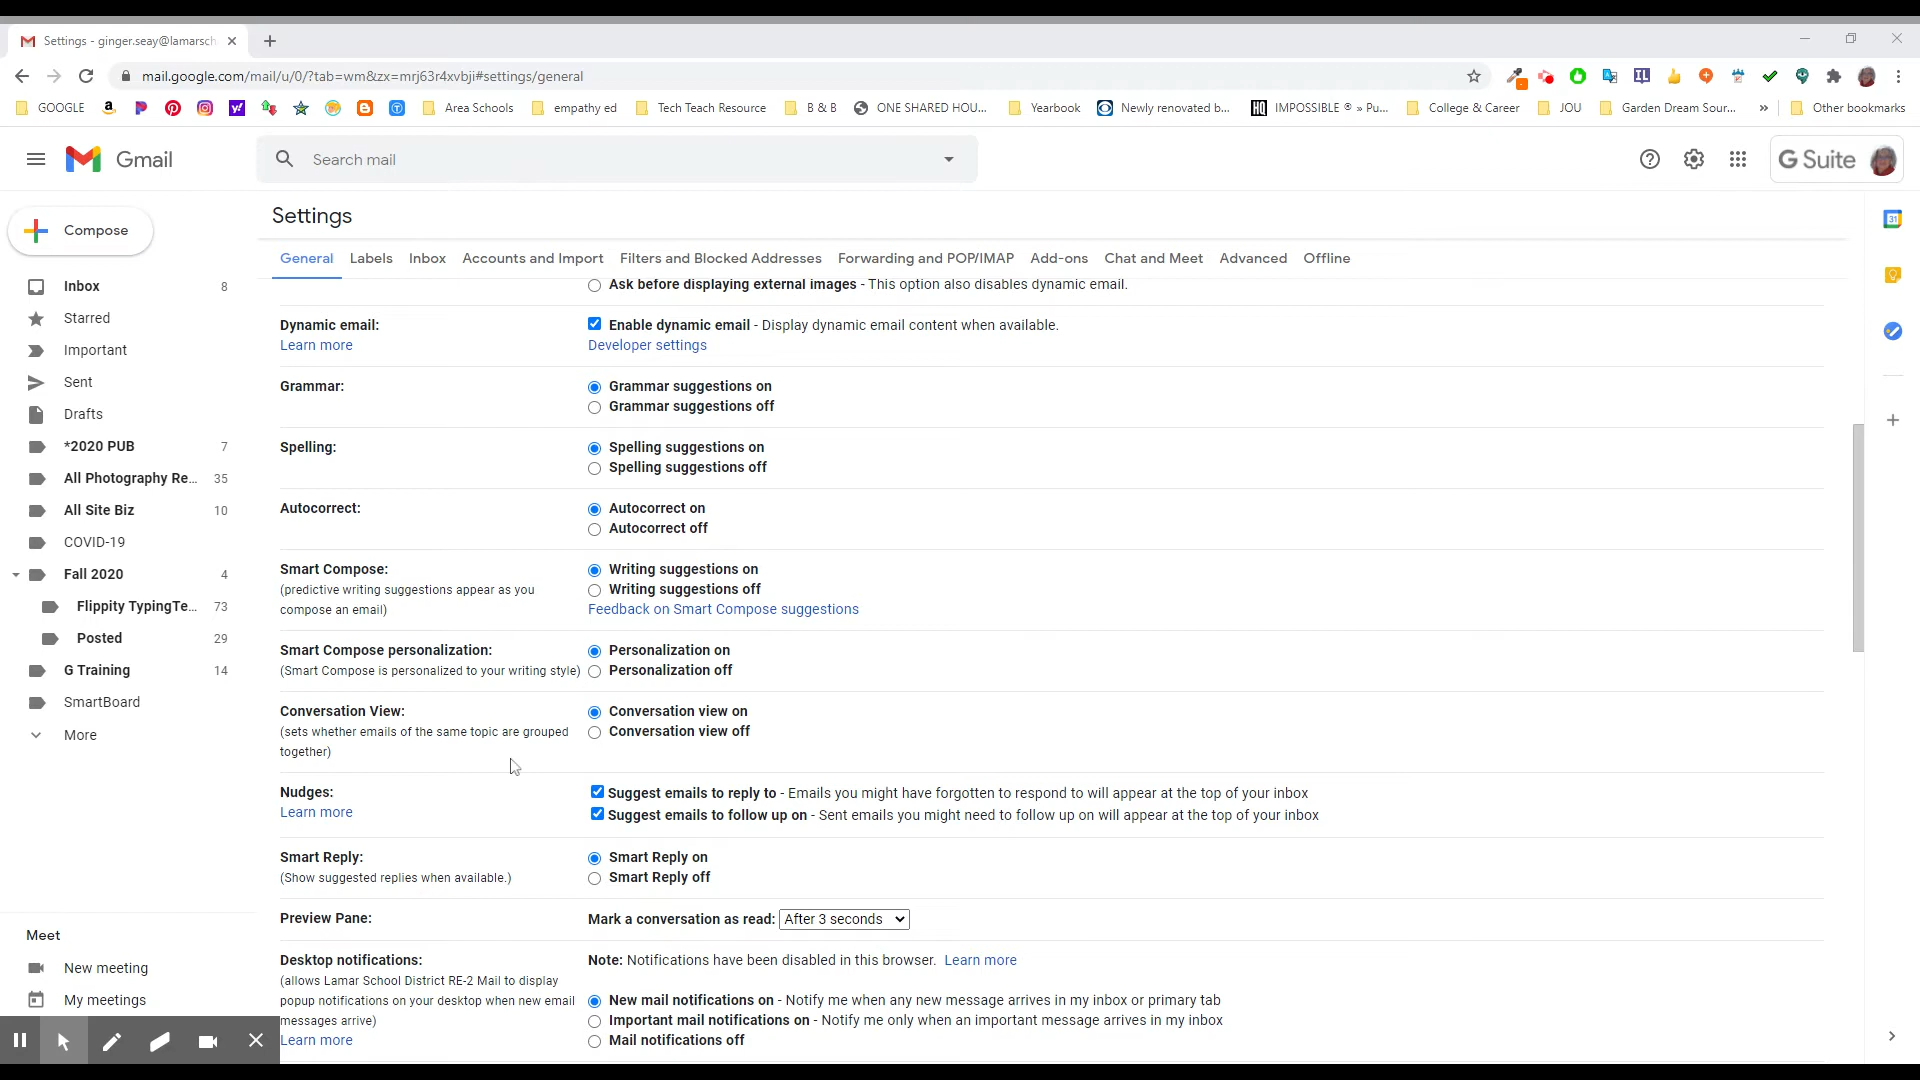 Settings - ginger.seay@lamarsch
mail.google.com/mail/u/0/?tab=wm&zx=mrj63r4xvbji#settings/general
GOOGLE
Area Schools
empathy ed
Tech Teach Resource
B & B
ONE SHARED HOU...
Yearbook
Newly renovated b...
IMPOSSIBLE ® » Pu...
College & Career
JOU
Garden Dream Sour...
»
Other bookmarks
Gmail
Search mail
G Suite
Compose
Inbox 8
Starred
Important
Sent
Drafts
*2020 PUB 7
All Photography Re... 35
All Site Biz 10
COVID-19
Fall 2020 4
Flippity TypingTe... 73
Posted 29
G Training 14
SmartBoard
More
Meet
New meeting
My meetings
Settings
General Labels Inbox Accounts and Import Filters and Blocked Addresses Forwarding and POP/IMAP Add-ons Chat and Meet Advanced Offline
Ask before displaying external images - This option also disables dynamic email.
Dynamic email:
Learn more
Enable dynamic email - Display dynamic email content when available.
Developer settings
Grammar:
Grammar suggestions on
Grammar suggestions off
Spelling:
Spelling suggestions on
Spelling suggestions off
Autocorrect:
Autocorrect on
Autocorrect off
Smart Compose:
(predictive writing suggestions appear as you
compose an email)
Writing suggestions on
Writing suggestions off
Feedback on Smart Compose suggestions
Smart Compose personalization:
(Smart Compose is personalized to your writing style)
Personalization on
Personalization off
Conversation View:
(sets whether emails of the same topic are grouped
together)
Conversation view on
Conversation view off
Nudges:
Learn more
Suggest emails to reply to - Emails you might have forgotten to respond to will appear at the top of your inbox
Suggest emails to follow up on - Sent emails you might need to follow up on will appear at the top of your inbox
Smart Reply:
(Show suggested replies when available.)
Smart Reply on
Smart Reply off
Preview Pane:
Mark a conversation as read: After 3 seconds
Desktop notifications:
(allows Lamar School District RE-2 Mail to display
popup notifications on your desktop when new email
messages arrive)
Learn more
Note: Notifications have been disabled in this browser. Learn more
New mail notifications on - Notify me when any new message arrives in my inbox or primary tab
Important mail notifications on - Notify me only when an important message arrives in my inbox
Mail notifications off
31